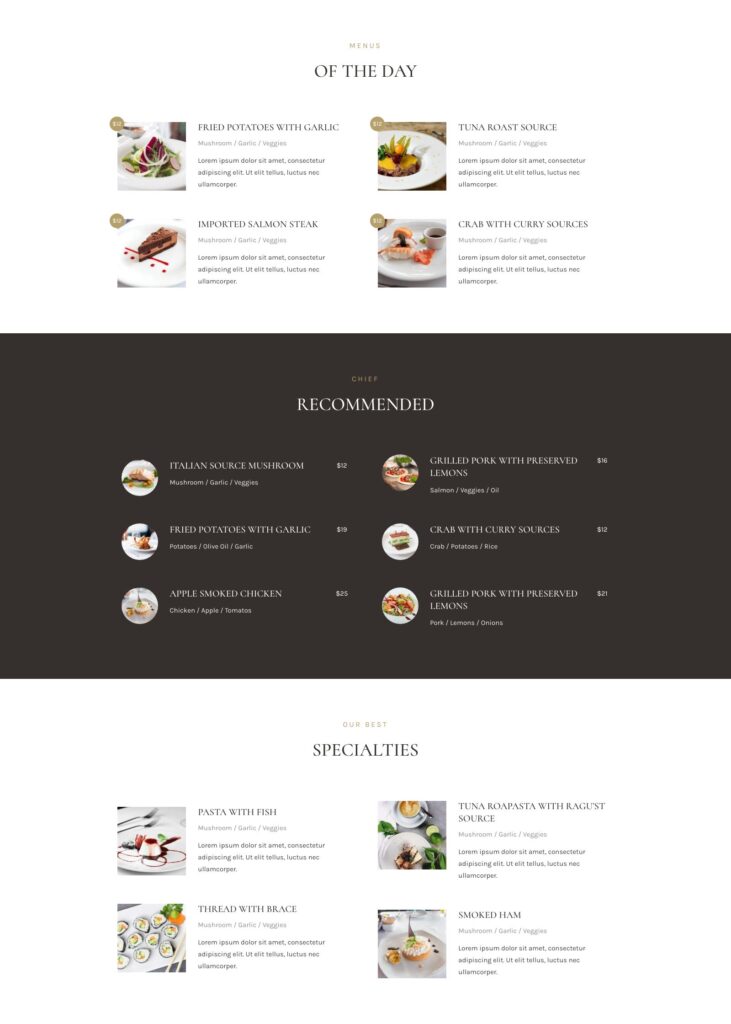 MENUS
OF THE DAY
$12
FRIED POTATOES WITH GARLIC
Mushroom / Garlic / Veggies
Lorem ipsum dolor sit amet, consectetur
adipiscing elit. Ut elit tellus, luctus nec
ullamcorper.
$12
TUNA ROAST SOURCE
Mushroom / Garlic / Veggies
Lorem ipsum dolor sit amet, consectetur
adipiscing elit. Ut elit tellus, luctus nec
ullamcorper.
$12
IMPORTED SALMON STEAK
Mushroom / Garlic / Veggies
Lorem ipsum dolor sit amet, consectetur
adipiscing elit. Ut elit tellus, luctus nec
ullamcorper.
$12
CRAB WITH CURRY SOURCES
Mushroom / Garlic / Veggies
Lorem ipsum dolor sit amet, consectetur
adipiscing elit. Ut elit tellus, luctus nec
ullamcorper.
CHIEF
RECOMMENDED
ITALIAN SOURCE MUSHROOM $12
Mushroom / Garlic / Veggies
GRILLED PORK WITH PRESERVED $16
LEMONS
Salmon / Veggies / Oil
FRIED POTATOES WITH GARLIC $19
Potatoes / Olive Oil / Garlic
CRAB WITH CURRY SOURCES $12
Crab / Potatoes / Rice
APPLE SMOKED CHICKEN $25
Chicken / Apple / Tomatos
GRILLED PORK WITH PRESERVED $21
LEMONS
Pork / Lemons / Onions
OUR BEST
SPECIALTIES
PASTA WITH FISH
Mushroom / Garlic / Veggies
Lorem ipsum dolor sit amet, consectetur
adipiscing elit. Ut elit tellus, luctus nec
ullamcorper.
TUNA ROAPASTA WITH RAGU'ST
SOURCE
Mushroom / Garlic / Veggies
Lorem ipsum dolor sit amet, consectetur
adipiscing elit. Ut elit tellus, luctus nec
ullamcorper.
THREAD WITH BRACE
Mushroom / Garlic / Veggies
Lorem ipsum dolor sit amet, consectetur
adipiscing elit. Ut elit tellus, luctus nec
ullamcorper.
SMOKED HAM
Mushroom / Garlic / Veggies
Lorem ipsum dolor sit amet, consectetur
adipiscing elit. Ut elit tellus, luctus nec
ullamcorper.